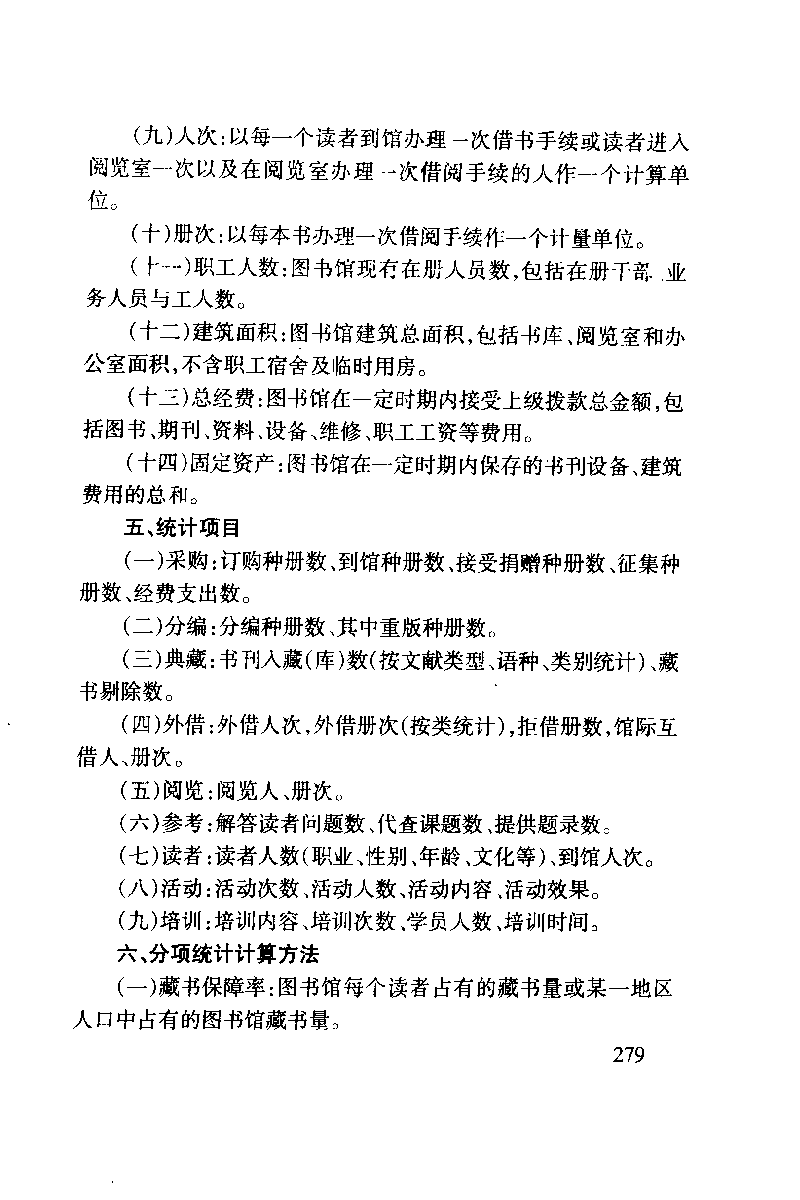 (九)人次:以每一个读者到馆办理一次借书手续或读者进入
阅览室一次以及在阅览室办理一次借阅手续的人作一个计算单
位。
(十)册次:以每本书办理一次借阅手续作一个计量单位。
(十一)职工人数:图书馆现有在册人员数,包括在册干部、业
务人员与工人数。
(十二)建筑面积:图书馆建筑总面积,包括书库、阅览室和办
公室面积,不含职工宿舍及临时用房。
(十三)总经费:图书馆在一定时期内接受上级拨款总金额,包
括图书、期刊、资料、设备、维修、职工工资等费用。
(十四)固定资产:图书馆在一定时期内保存的书刊设备、建筑
费用的总和。
五、统计项目
(一)采购:订购种册数、到馆种册数、接受捐赠种册数、征集种
册数、经费支出数。
(二)分编:分编种册数、其中重版种册数。
(三)典藏:书刊入藏(库)数(按文献类型、语种、类别统计)、藏
书剔除数。
(四)外借:外借人次,外借册次(按类统计),拒借册数,馆际互
借人、册次。
(五)阅览:阅览人、册次。
(六)参考:解答读者问题数、代查课题数、提供题录数。
(七)读者:读者人数(职业、性别、年龄、文化等)、到馆人次。
(八)活动:活动次数、活动人数、活动内容、活动效果。
(九)培训:培训内容、培训次数、学员人数、培训时间。
六、分项统计计算方法
(一)藏书保障率:图书馆每个读者占有的藏书量或某一地区
人口中占有的图书馆藏书量。
279